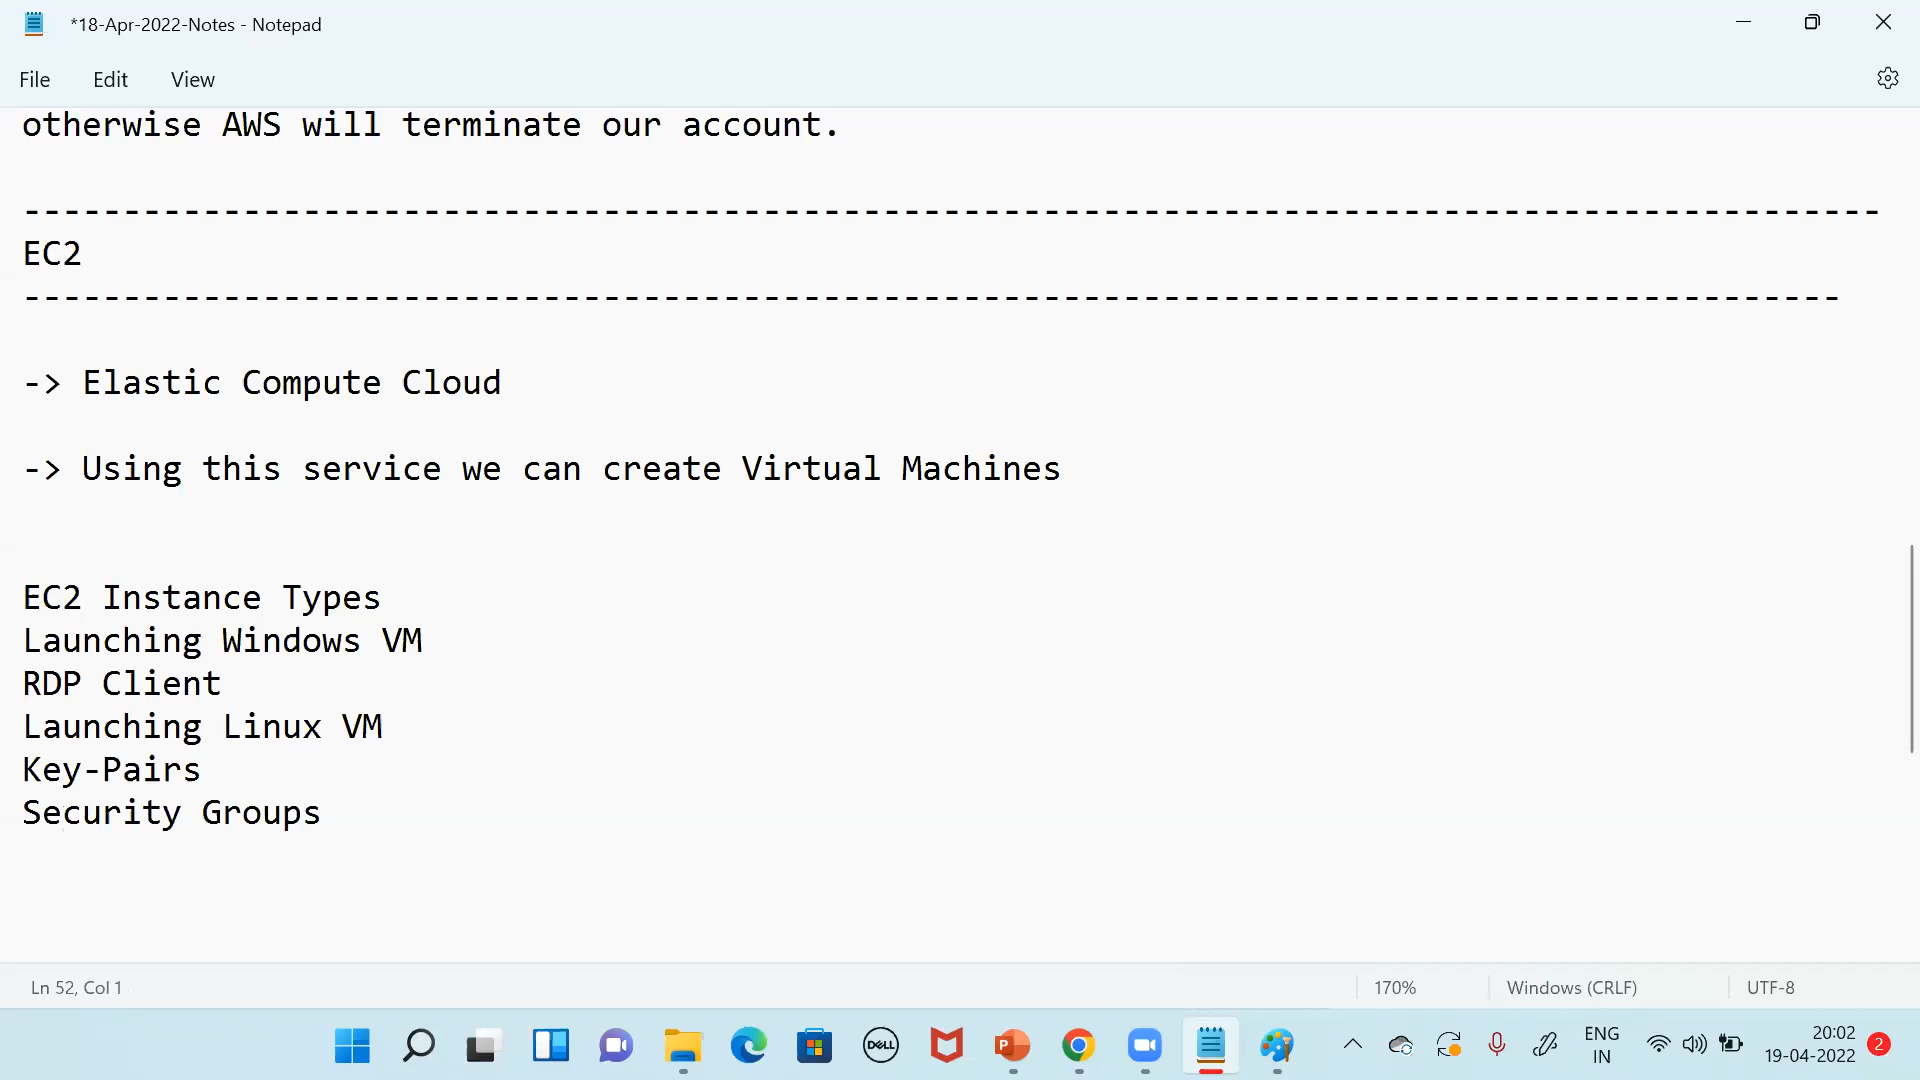 *18-Apr-2022-Notes - Notepad
File Edit View
otherwise AWS will terminate our account.
---------------------------------------------------------------------------------------------
EC2
-------------------------------------------------------------------------------------------
-> Elastic Compute Cloud
-> Using this service we can create Virtual Machines
EC2 Instance Types
Launching Windows VM
RDP Client
Launching Linux VM
Key-Pairs
Security Groups
Ln 52, Col 1 170% Windows (CRLF) UTF-8
DELL
P
ENG
IN
20:02
19-04-2022
2